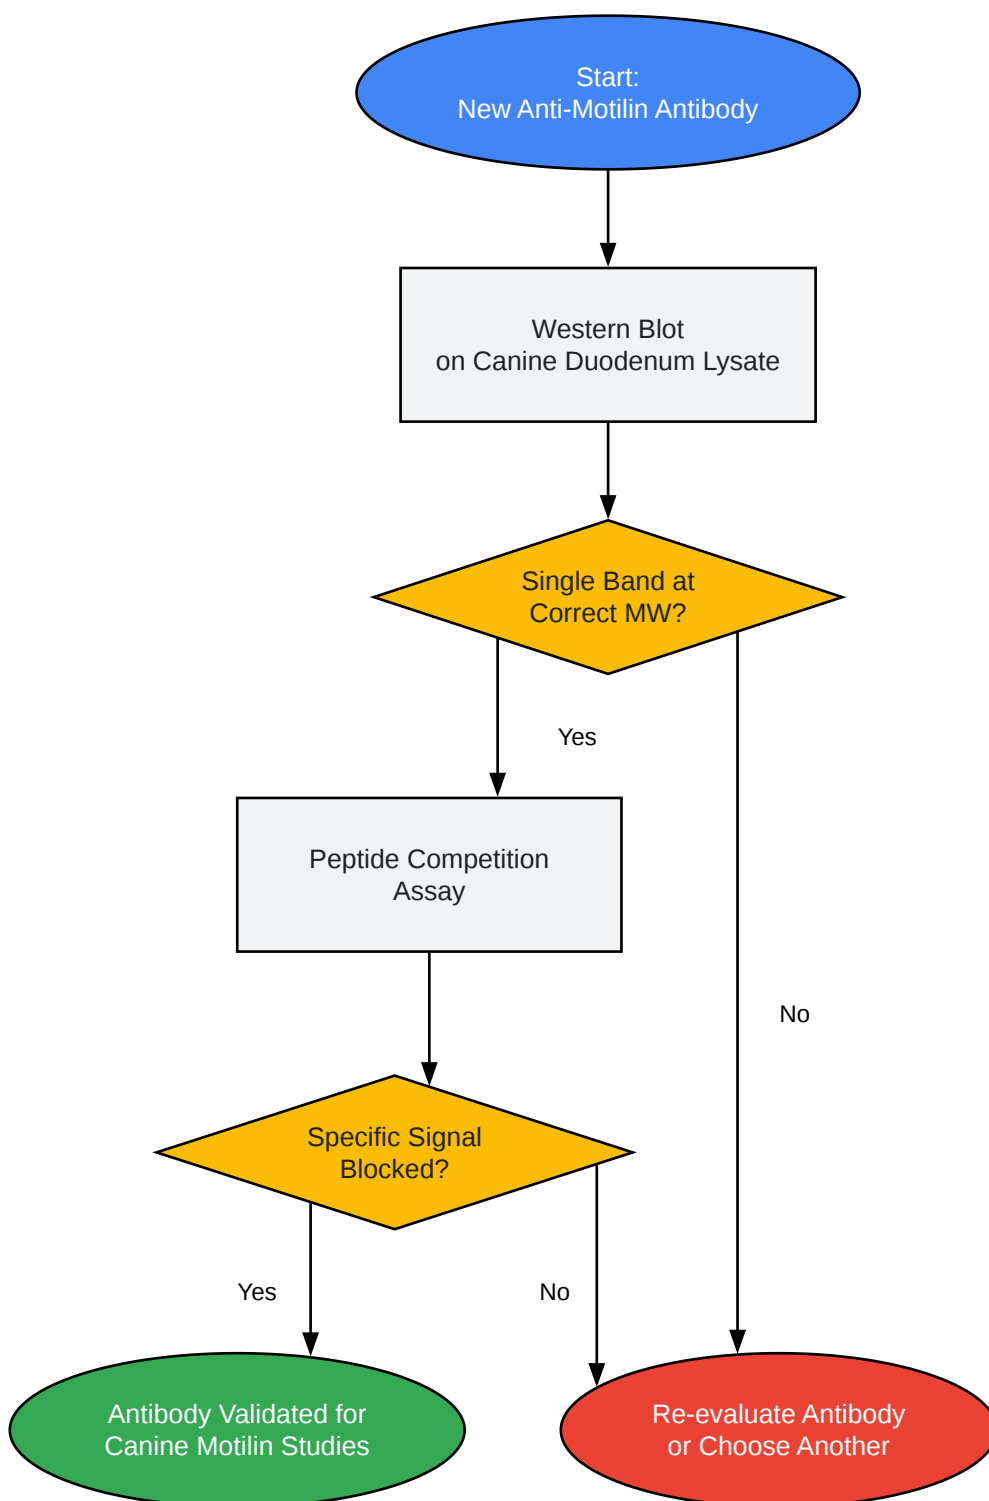 Start:
New Anti-Motilin Antibody
Western Blot
on Canine Duodenum Lysate
Single Band at
Correct MW?
Yes
Peptide Competition
Assay
No
Specific Signal
Blocked?
Yes
No
Antibody Validated for
Canine Motilin Studies
Re-evaluate Antibody
or Choose Another